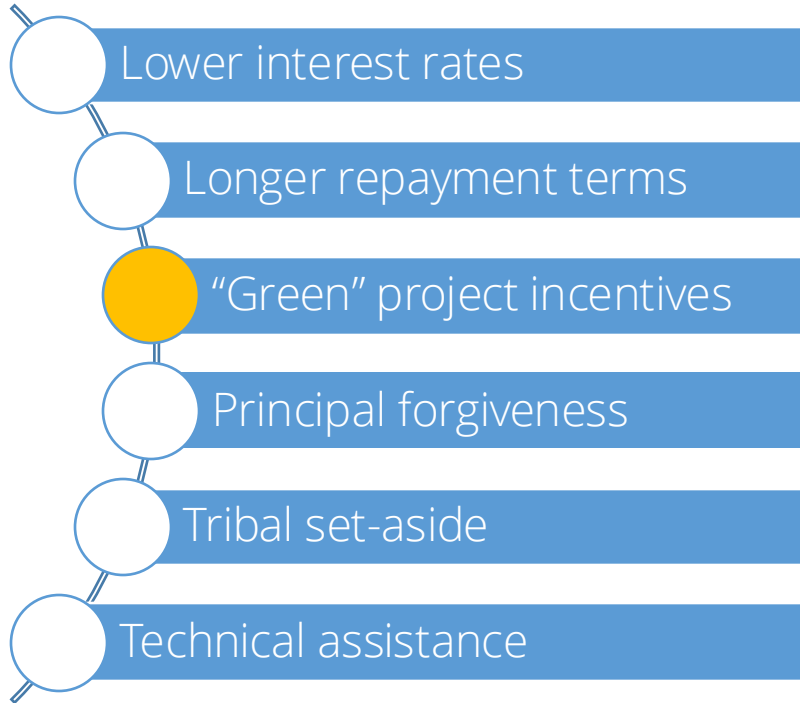 Lower interest rates
Longer repayment terms
“Green” project incentives
Principal forgiveness
Tribal set-aside
Technical assistance